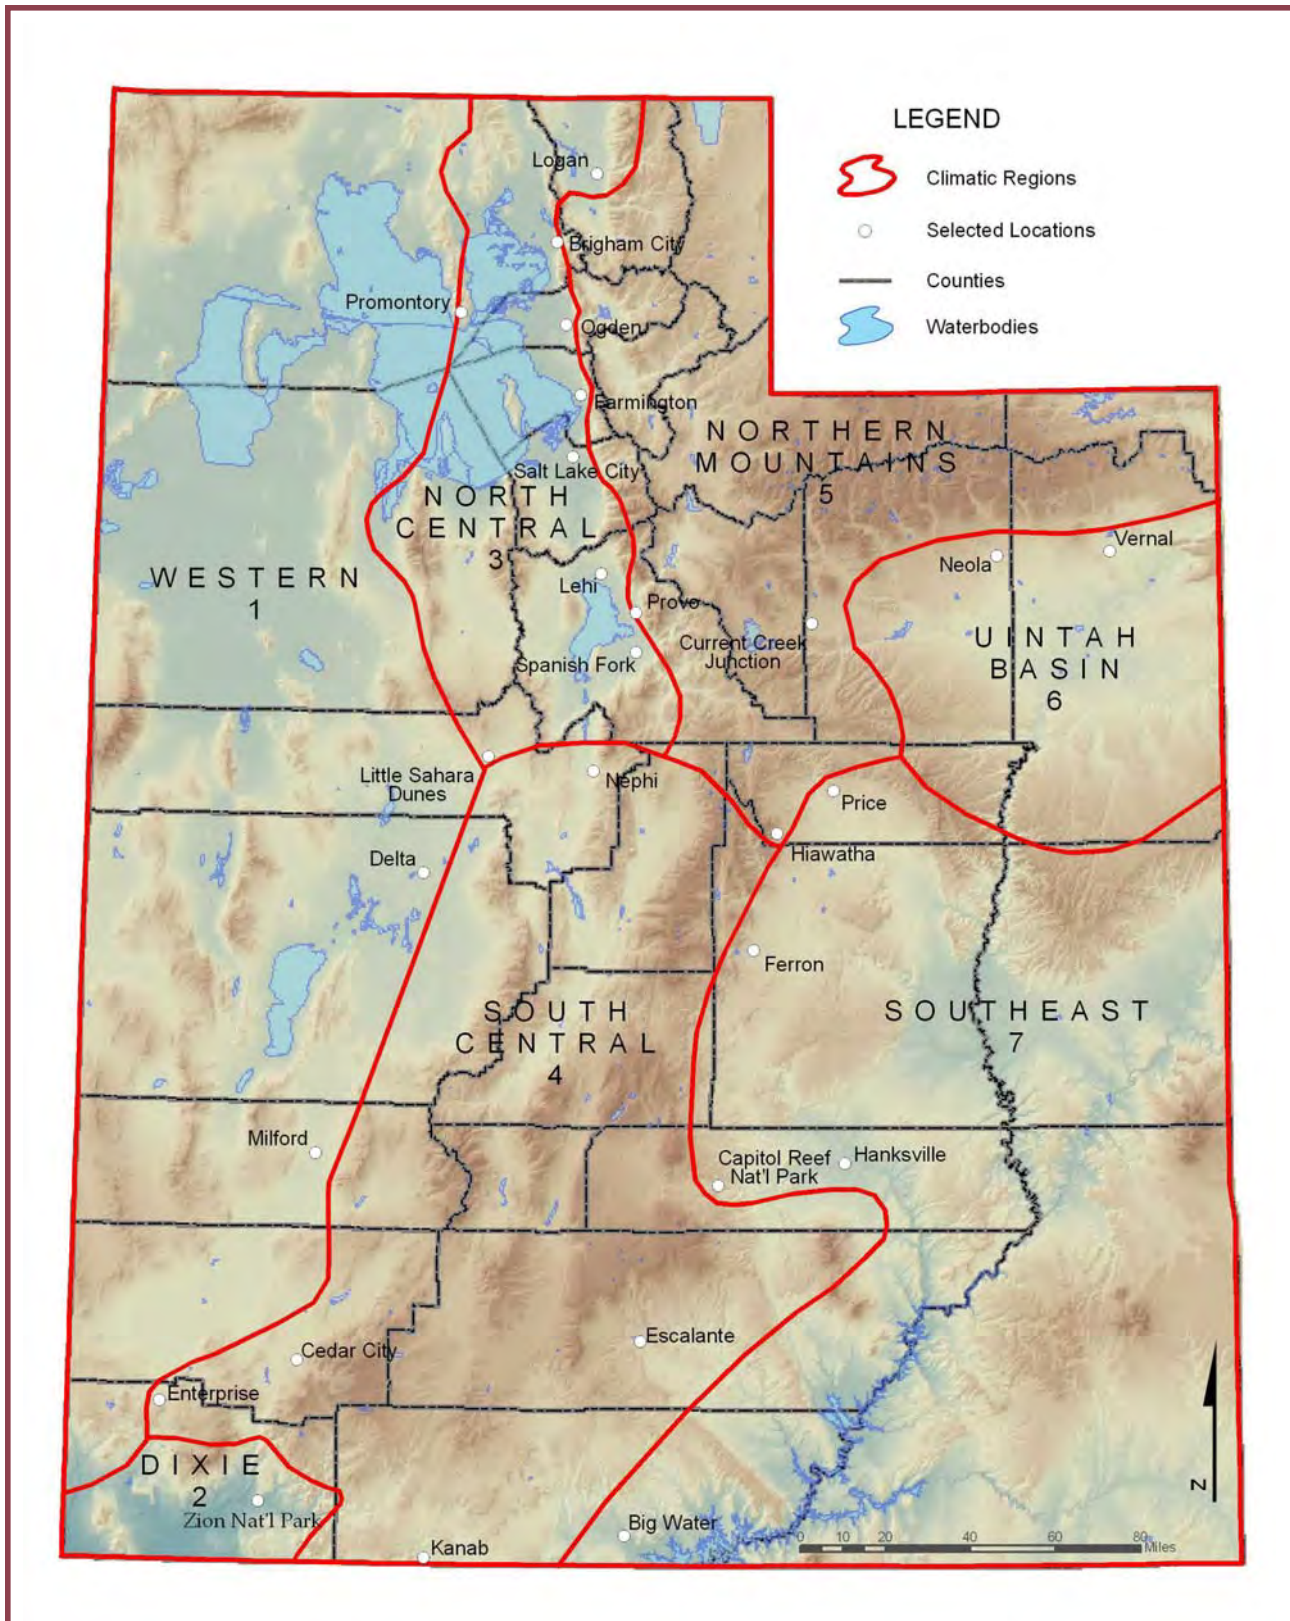 LEGEND
Climatic Regions
Selected Locations
Counties
Waterbodies
Logan
Brigham City
Promontory
Ogden
Farmington
NORTHERN
MOUNTAINS
5
Salt Lake City
NORTH
CENTRAL
3
WESTERN
1
Vernal
Neola
Lehi
Provo
Current Creek
Junction
UINTAH
BASIN
6
Spanish Fork
Little Sahara
Dunes
Nephi
Price
Hiawatha
Delta
Ferron
SOUTH
CENTRAL
4
SOUTHEAST
7
Milford
Capitol Reef
Nat'l Park
Hanksville
Escalante
Cedar City
Enterprise
DIXIE
2
Zion Nat'l Park
Big Water
Kanab
N
0 10 20 40 60 80
Miles